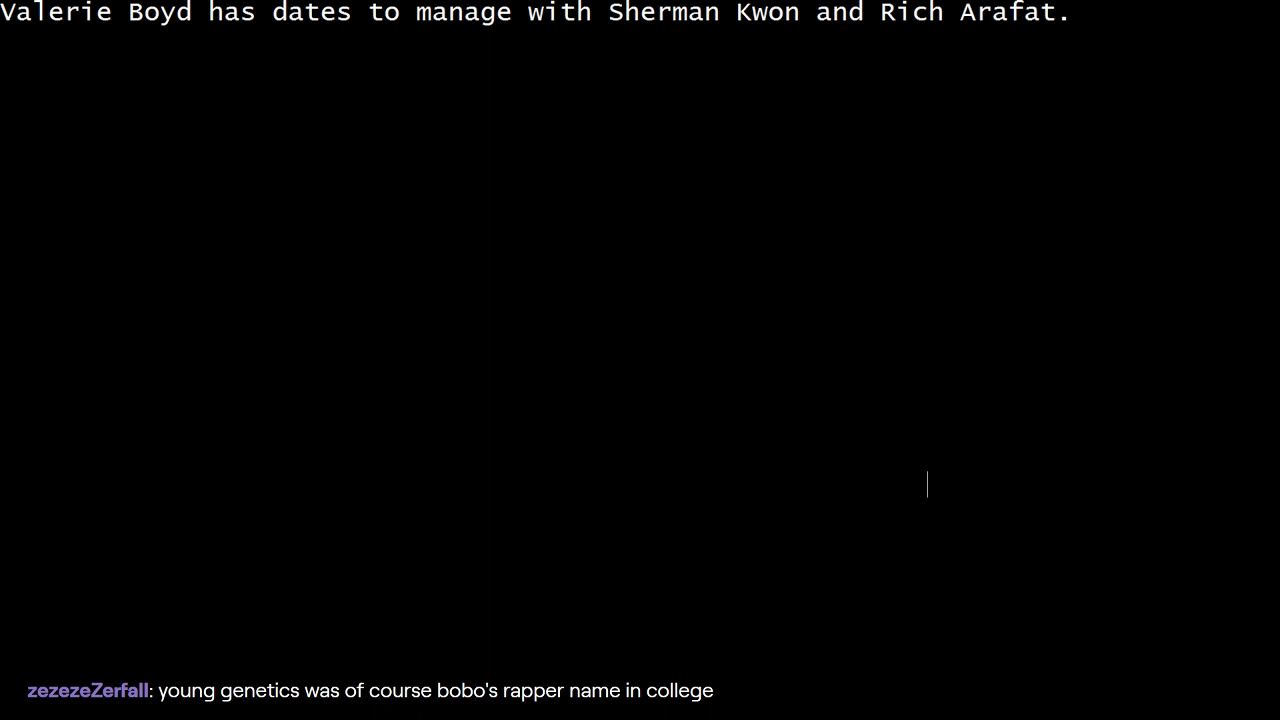 Valerie Boyd has dates to manage with Sherman Kwon and Rich Arafat.
zezezeZerfall: young genetics was of course bobo's rapper name in college